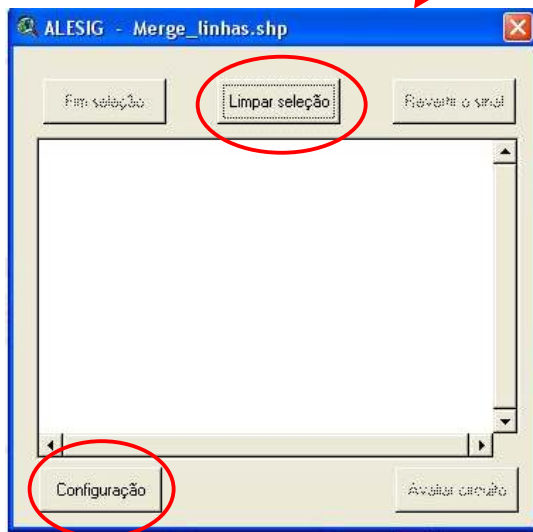 ALESIG - Merge_linhas.shp
Fim seleção Limpar seleção Reverte o sinal
Configuração Avaliar circuito